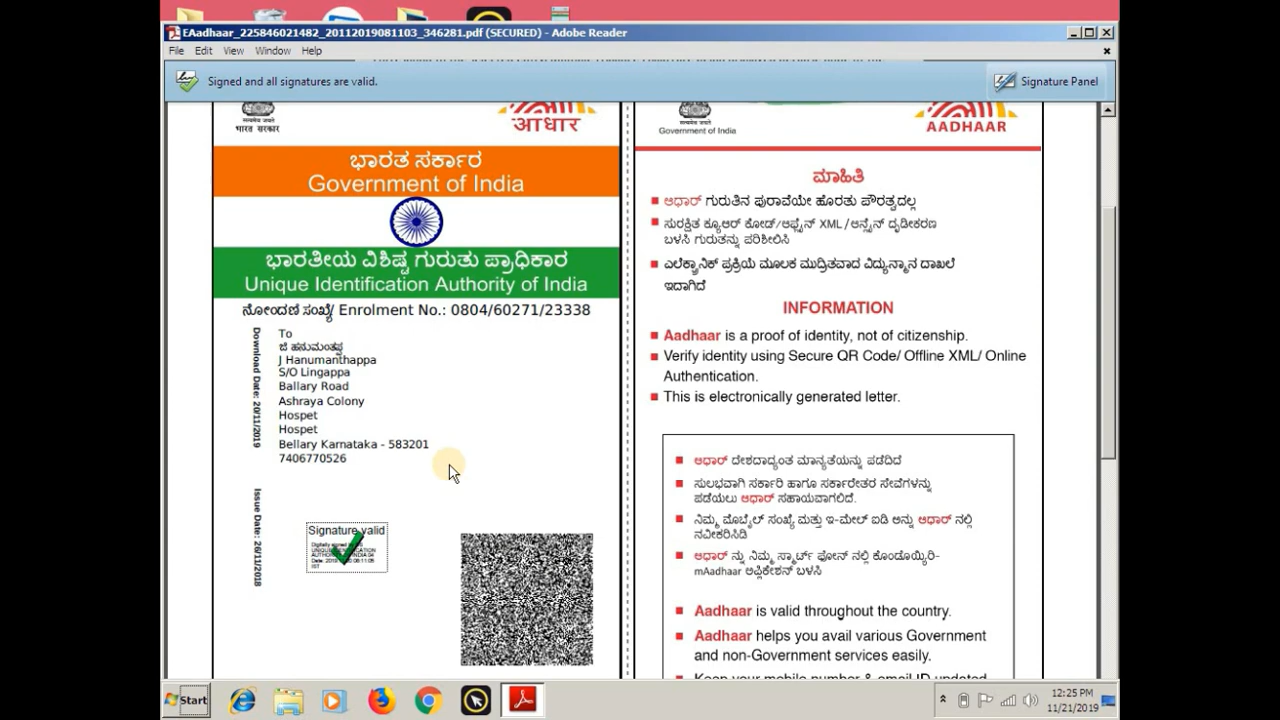 EAadhaar_225846021482_20112019081103_346281.pdf (SECURED) - Adobe Reader
File Edit View Window Help
Signed and all signatures are valid.
Signature Panel
भारत सरकार
आधार
ಭಾರತ ಸರ್ಕಾರ
Government of India
ಭಾರತೀಯ ವಿಶಿಷ್ಟ ಗುರುತು ಪ್ರಾಧಿಕಾರ
Unique Identification Authority of India
ನೋಂದಣಿ ಸಂಖ್ಯೆ/ Enrolment No.: 0804/60271/23338
Download Date: 20/11/2019
To
ಜೆ ಹನುಮಂತಪ್ಪ
J Hanumanthappa
S/O Lingappa
Ballary Road
Ashraya Colony
Hospet
Hospet
Bellary Karnataka - 583201
7406770526
Issue Date: 26/11/2018
Signature valid
Government of India
AADHAAR
ಮಾಹಿತಿ
ಆಧಾರ್ ಗುರುತಿನ ಪುರಾವೆಯೇ ಹೊರತು ಪೌರತ್ವದಲ್ಲ
ಸುರಕ್ಷಿತ ಕ್ಯೂಆರ್ ಕೋಡ್/ಆಫ್ಲೈನ್ XML/ಆನ್ಲೈನ್ ದೃಢೀಕರಣ
ಬಳಸಿ ಗುರುತನ್ನು ಪರಿಶೀಲಿಸಿ
ಎಲೆಕ್ಟ್ರಾನಿಕ್ ಪ್ರಕ್ರಿಯೆ ಮೂಲಕ ಮುದ್ರಿತವಾದ ವಿದ್ಯುನ್ಮಾನ ದಾಖಲೆ
ಇದಾಗಿದೆ
INFORMATION
Aadhaar is a proof of identity, not of citizenship.
Verify identity using Secure QR Code/ Offline XML/ Online
Authentication.
This is electronically generated letter.
ಆಧಾರ್ ದೇಶದಾದ್ಯಂತ ಮಾನ್ಯತೆಯನ್ನು ಪಡೆದಿದೆ
ಸುಲಭವಾಗಿ ಸರ್ಕಾರಿ ಹಾಗೂ ಸರ್ಕಾರೇತರ ಸೇವೆಗಳನ್ನು
ಪಡೆಯಲು ಆಧಾರ್ ಸಹಾಯವಾಗಲಿದೆ.
ನಿಮ್ಮ ಮೊಬೈಲ್ ಸಂಖ್ಯೆ ಮತ್ತು ಇ-ಮೇಲ್ ಐಡಿ ಅನ್ನು ಆಧಾರ್ ನಲ್ಲಿ
ನವೀಕರಿಸಿಡಿ
ಆಧಾರ್ ನ್ನು ನಿಮ್ಮ ಸ್ಮಾರ್ಟ್ ಫೋನ್ ನಲ್ಲಿ ಕೊಂಡೊಯ್ಯಿರಿ-
mAadhaar ಅಪ್ಲಿಕೇಶನ್ ಬಳಸಿ
Aadhaar is valid throughout the country.
Aadhaar helps you avail various Government
and non-Government services easily.
Keep your mobile number & email ID updated
Start
12:25 PM
11/21/2019